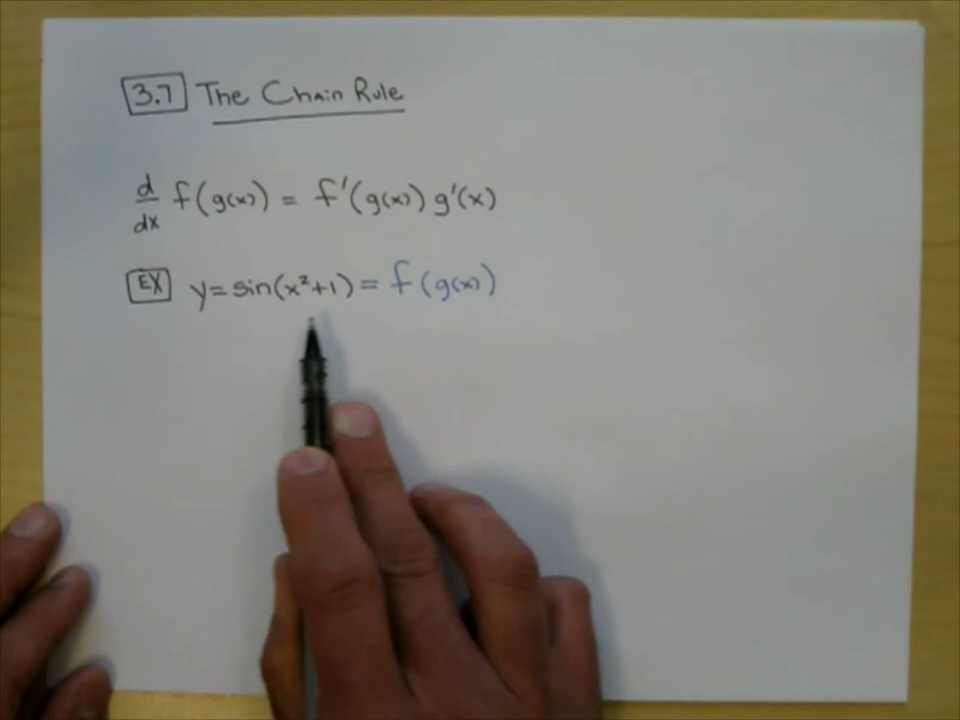 3.7 The Chain Rule
d/dx f(g(x)) = f'(g(x)) g'(x)
EX y=sin(x²+1) = f(g(x))